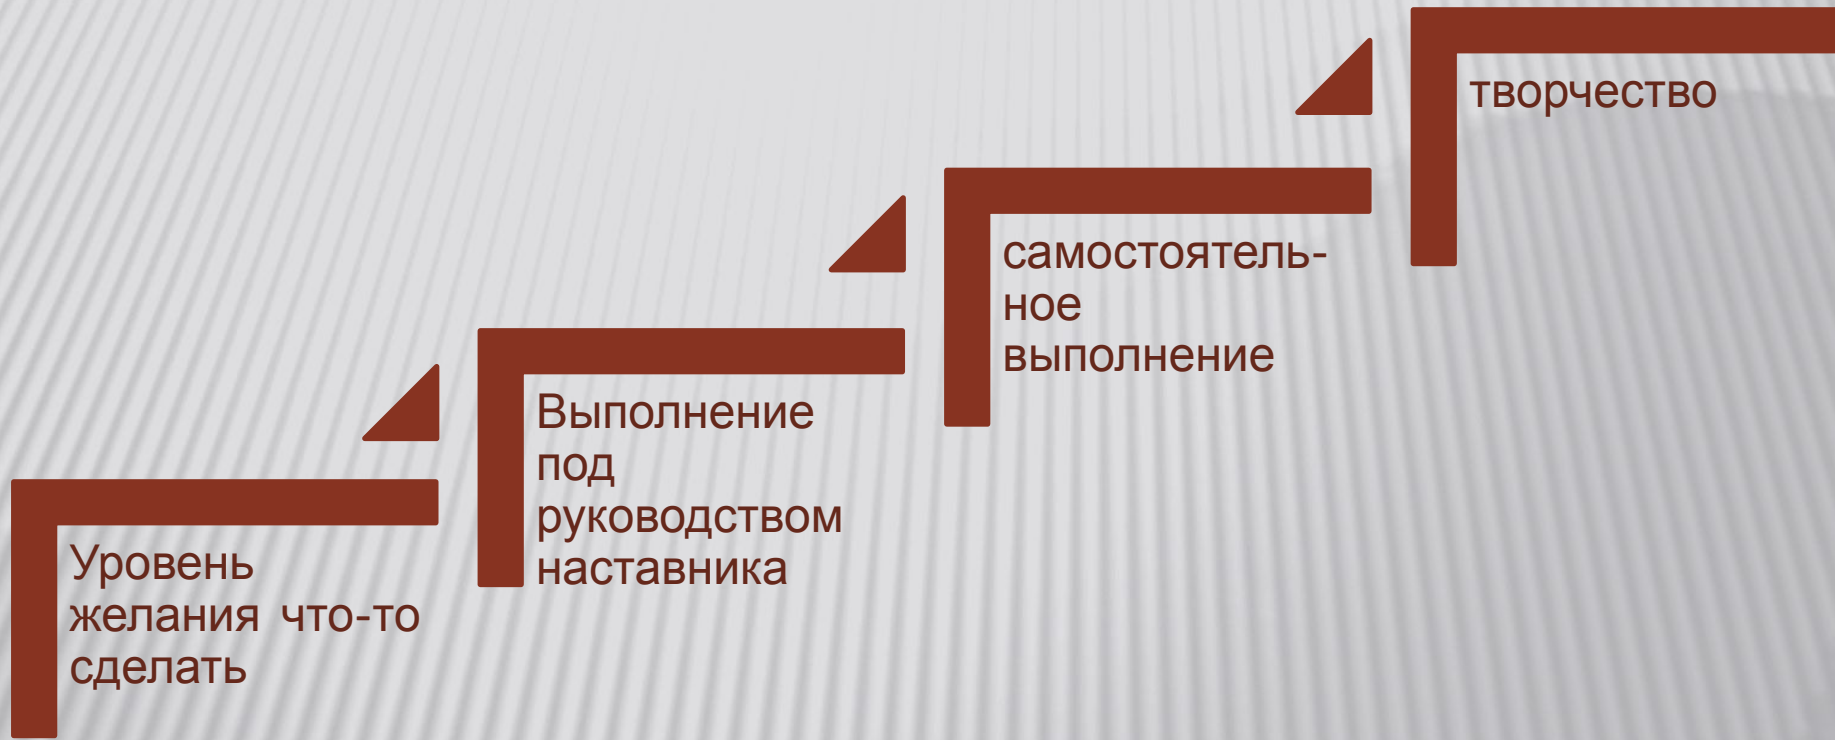 Уровень
желания что-то
сделать
Выполнение
под
руководством
наставника
самостоятель-
ное
выполнение
творчество